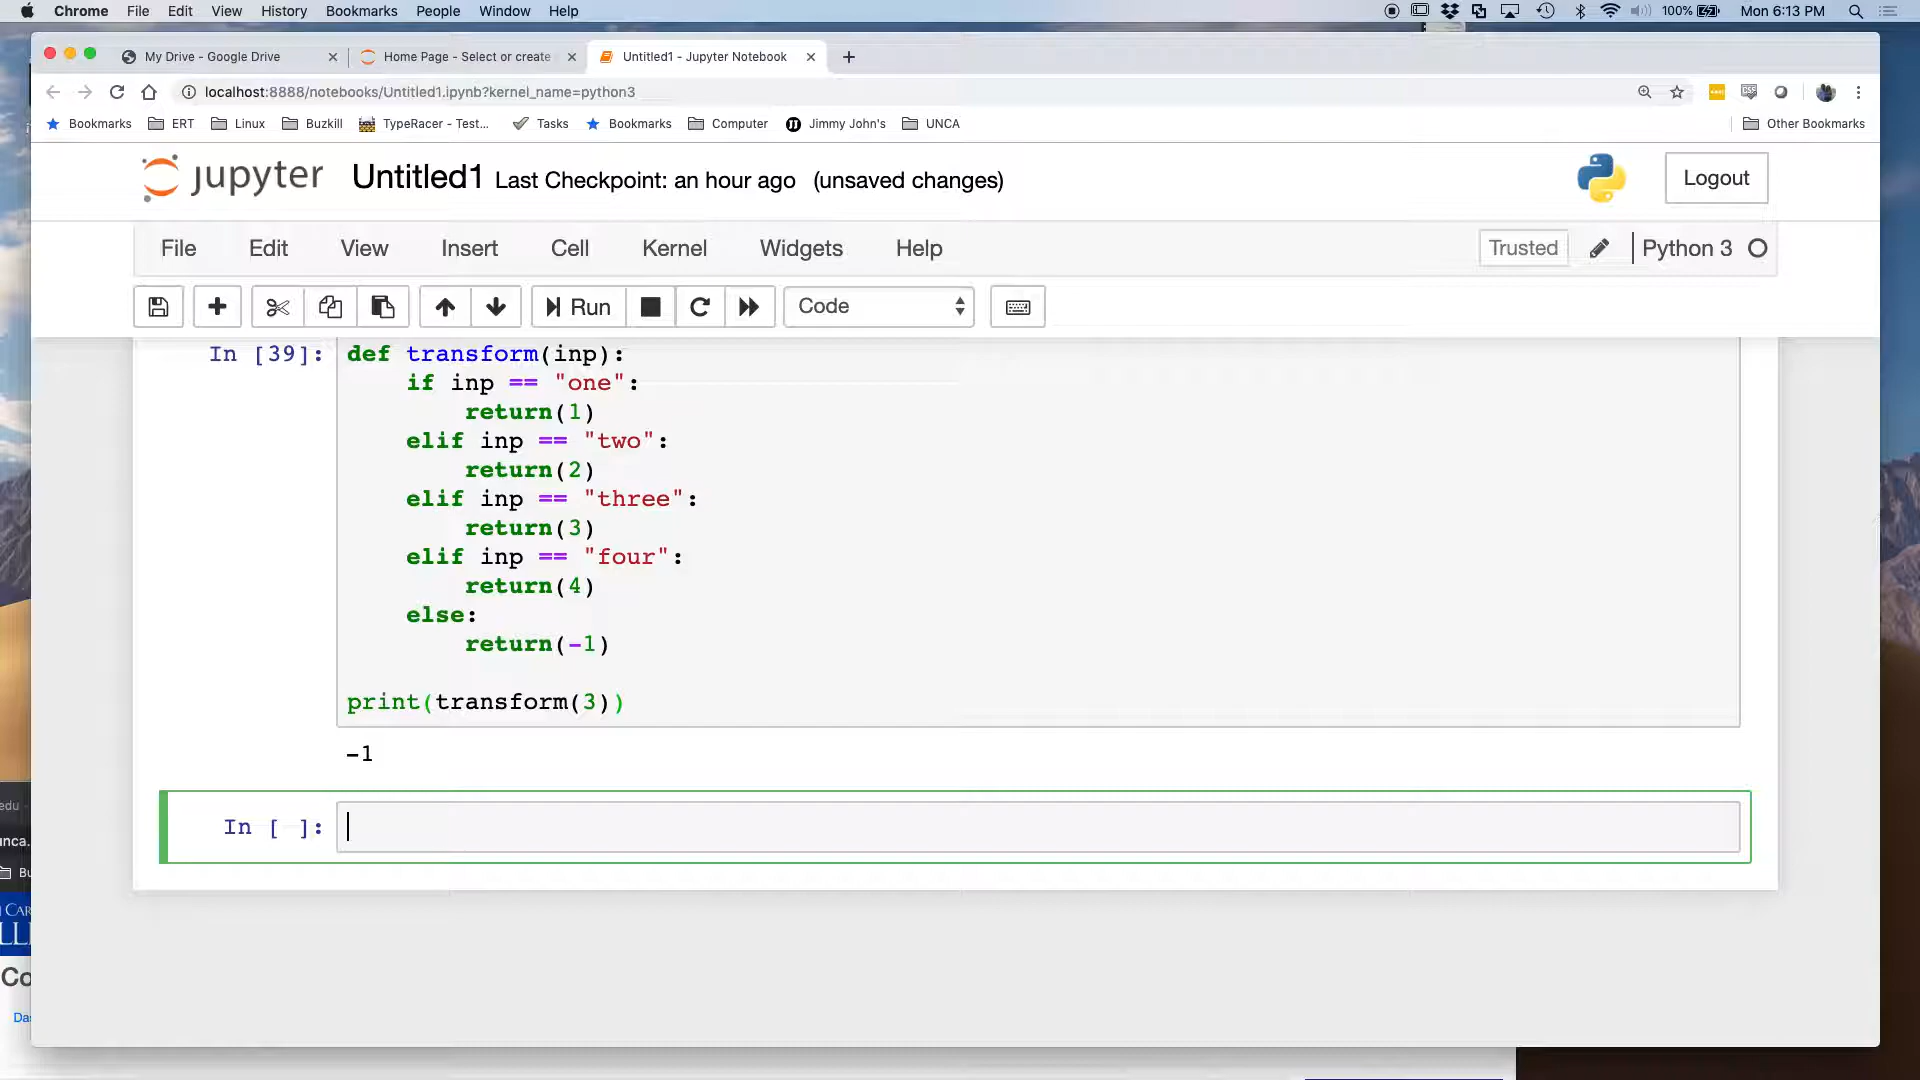 Chrome File Edit View History Bookmarks People Window Help 100% Mon 6:13 PM
My Drive - Google Drive Home Page - Select or create Untitled1 - Jupyter Notebook
localhost:8888/notebooks/Untitled1.ipynb?kernel_name=python3
Bookmarks ERT Linux Buzkill TypeRacer - Test... Tasks Bookmarks Computer Jimmy John's UNCA Other Bookmarks
jupyter Untitled1 Last Checkpoint: an hour ago (unsaved changes) Logout
File Edit View Insert Cell Kernel Widgets Help Trusted Python 3
Run Code
In [39]: def transform(inp):
if inp == "one":
return(1)
elif inp == "two":
return(2)
elif inp == "three":
return(3)
elif inp == "four":
return(4)
else:
return(-1)
print(transform(3))
-1
edu
In [ ]:
nca.
Bu
CAR
Co
Das